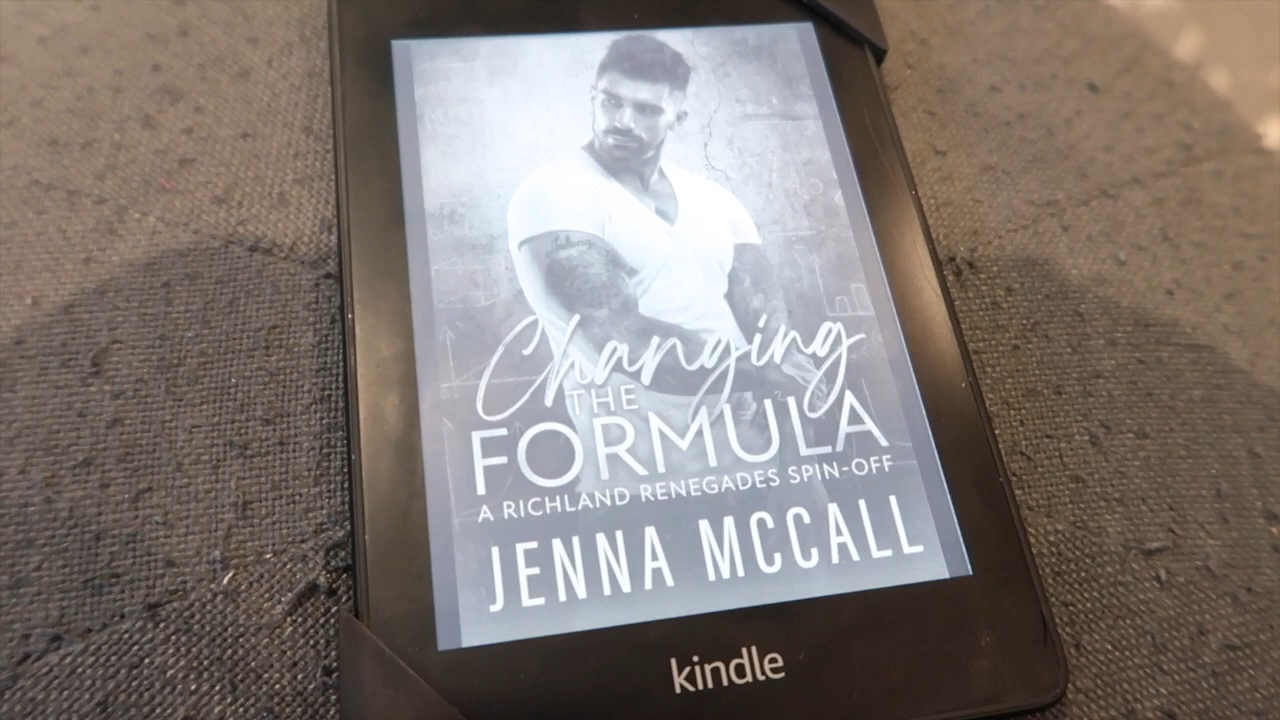 Changing
THE
FORMULA
A RICHLAND RENEGADES SPIN-OFF
JENNA MCCALL
kindle